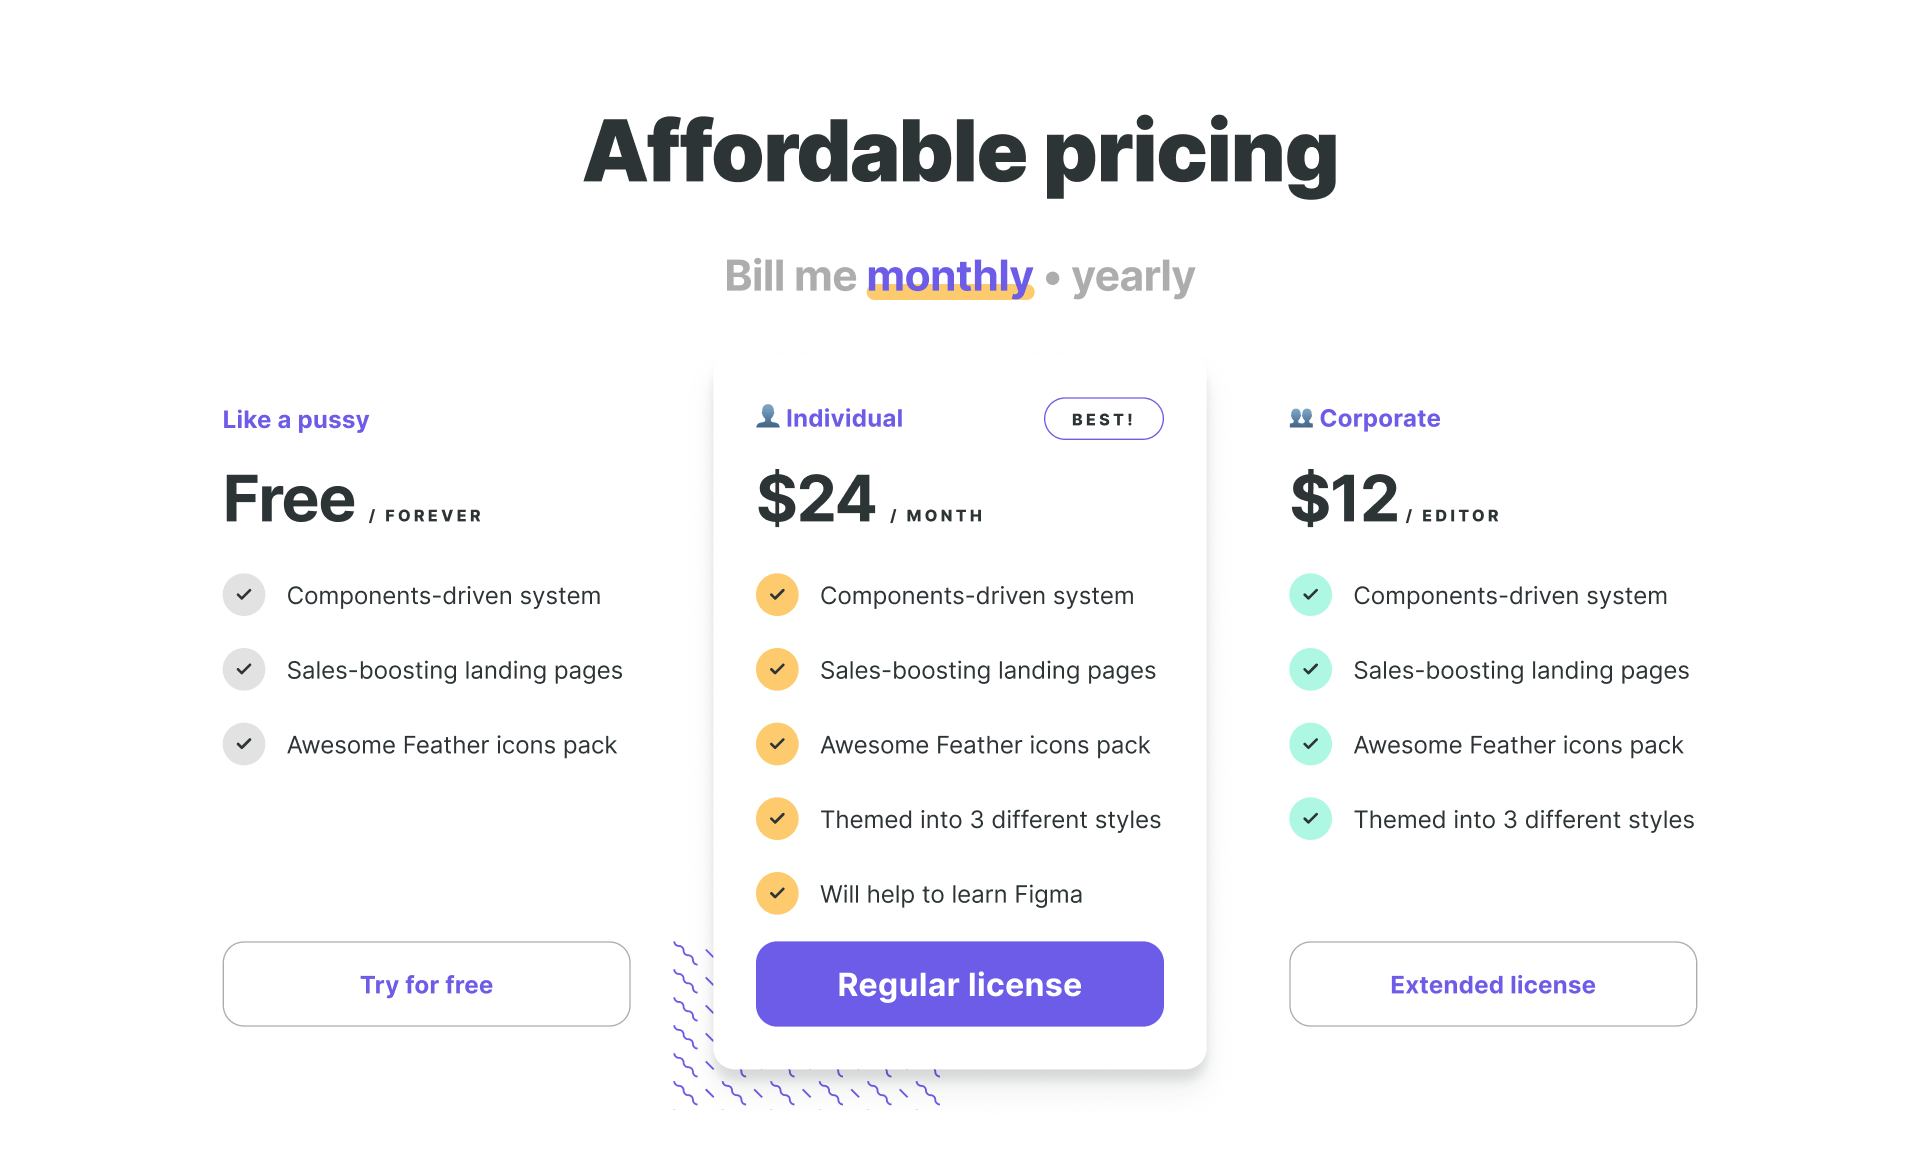 Affordable pricing
Bill me monthly • yearly
Like a pussy
Free / FOREVER
Components-driven system
Sales-boosting landing pages
Awesome Feather icons pack
Try for free
Individual
BEST!
$24 / MONTH
Components-driven system
Sales-boosting landing pages
Awesome Feather icons pack
Themed into 3 different styles
Will help to learn Figma
Regular license
Corporate
$12 / EDITOR
Components-driven system
Sales-boosting landing pages
Awesome Feather icons pack
Themed into 3 different styles
Extended license